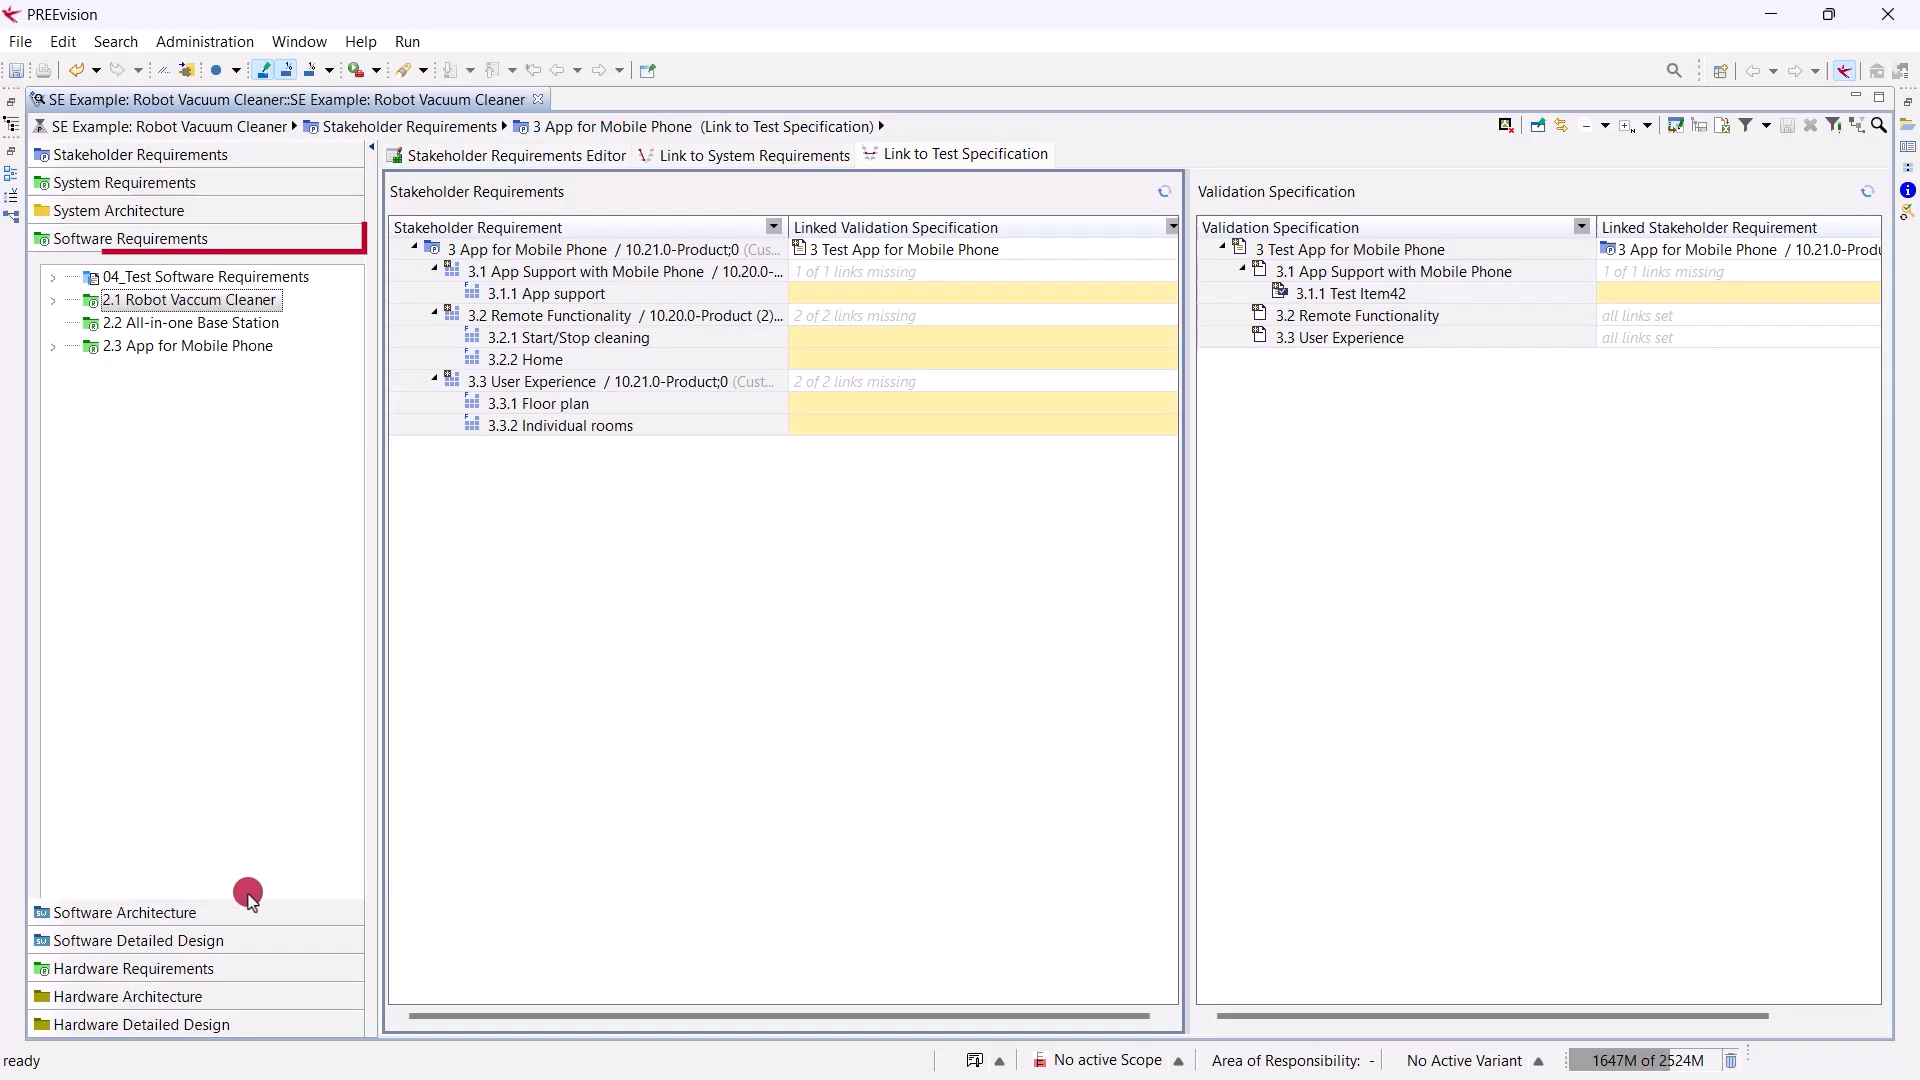 PREEvision
File Edit Search Administration Window Help Run
SE Example: Robot Vacuum Cleaner::SE Example: Robot Vacuum Cleaner
SE Example: Robot Vacuum Cleaner Stakeholder Requirements 3 App for Mobile Phone (Link to Test Specification)
Stakeholder Requirements
System Requirements
System Architecture
Software Requirements
04_Test Software Requirements
2.1 Robot Vaccum Cleaner
2.2 All-in-one Base Station
2.3 App for Mobile Phone
Software Architecture
Software Detailed Design
Hardware Requirements
Hardware Architecture
Hardware Detailed Design
Stakeholder Requirements Editor Link to System Requirements Link to Test Specification
Stakeholder Requirements
Stakeholder Requirement Linked Validation Specification
3 App for Mobile Phone / 10.21.0-Product;0 (Cus... 3 Test App for Mobile Phone
3.1 App Support with Mobile Phone / 10.20.0-... 1 of 1 links missing
3.1.1 App support
3.2 Remote Functionality / 10.20.0-Product (2)... 2 of 2 links missing
3.2.1 Start/Stop cleaning
3.2.2 Home
3.3 User Experience / 10.21.0-Product;0 (Cust... 2 of 2 links missing
3.3.1 Floor plan
3.3.2 Individual rooms
Validation Specification
Validation Specification Linked Stakeholder Requirement
3 Test App for Mobile Phone 3 App for Mobile Phone / 10.21.0-Produ
3.1 App Support with Mobile Phone 1 of 1 links missing
3.1.1 Test Item42
3.2 Remote Functionality all links set
3.3 User Experience all links set
ready No active Scope Area of Responsibility: - No Active Variant 1647M of 2524M